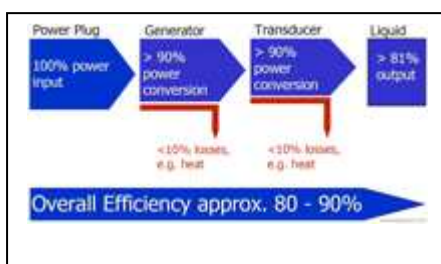 Power Plug
Generator
Transducer
Liquid
100% power
input
> 90%
power
conversion
> 90%
power
conversion
> 81%
output
<10% losses,
e.g. heat
<10% losses,
e.g. heat
Overall Efficiency approx. 80 - 90%